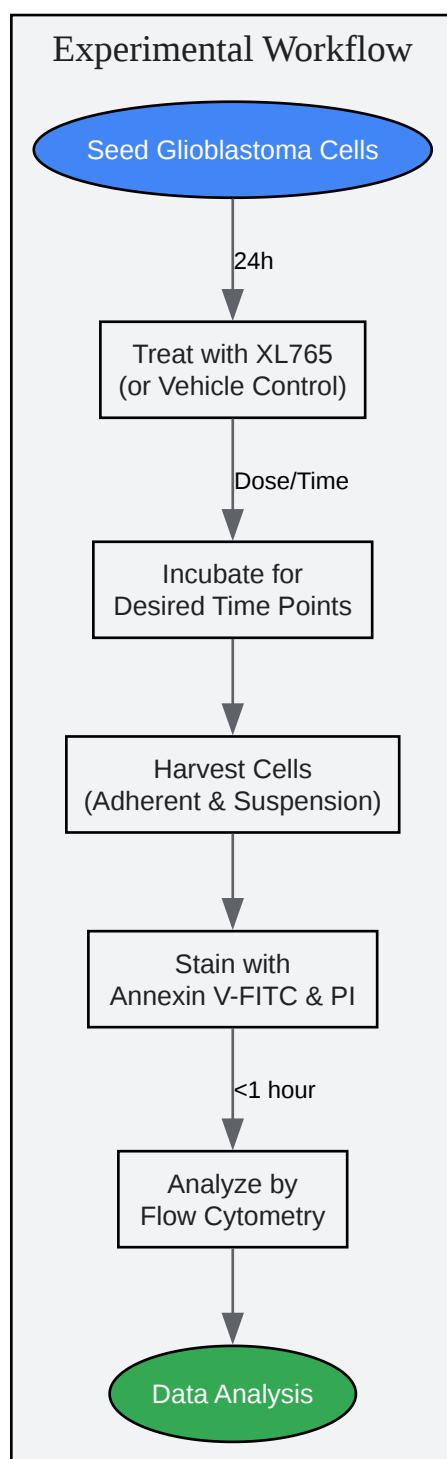 Experimental Workflow
Seed Glioblastoma Cells
24h
Treat with XL765
(or Vehicle Control)
Dose/Time
Incubate for
Desired Time Points
Harvest Cells
(Adherent & Suspension)
Stain with
Annexin V-FITC & PI
<1 hour
Analyze by
Flow Cytometry
Data Analysis